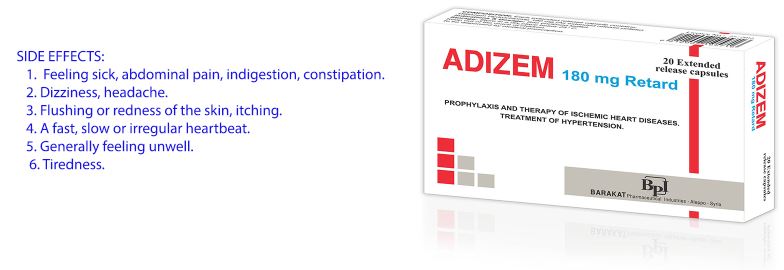 SIDE EFFECTS:
1. Feeling sick, abdominal pain, indigestion, constipation.
2. Dizziness, headache.
3. Flushing or redness of the skin, itching.
4. A fast, slow or irregular heartbeat.
5. Generally feeling unwell.
6. Tiredness.
20 Extended
release capsules
ADIZEM 180 mg Retard
PROPHYLAXIS AND THERAPY OF ISCHEMIC HEART DISEASES.
TREATMENT OF HYPERTENSION.
BPI
BARAKAT Pharmaceutical Industries - Aleppo - Syria
ADIZEM
180 mg Retard
20 Extended
release capsules